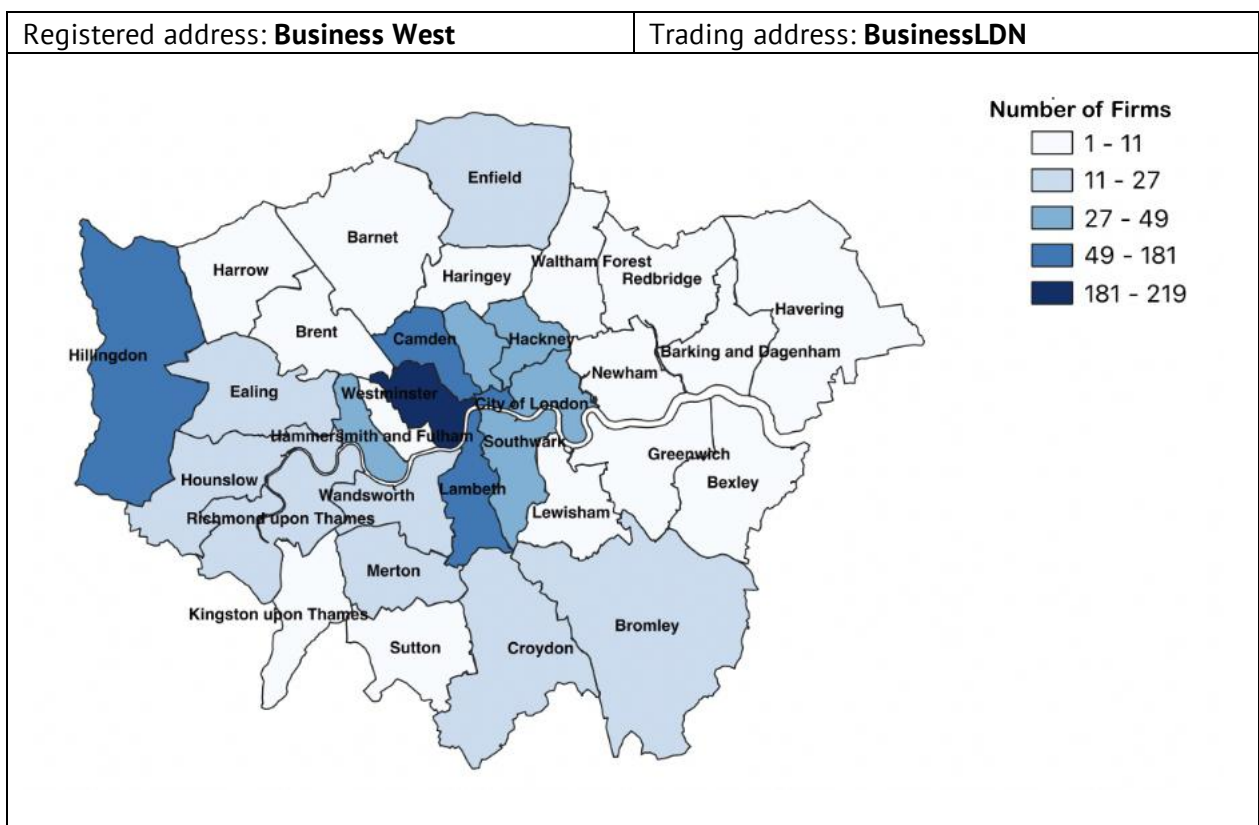 Registered address: Business West
Trading address: BusinessLDN
Number of Firms
1 - 11
11 - 27
27 - 49
49 - 181
181 - 219
Enfield
Barnet
Harrow
Haringey
Waltham Forest
Redbridge
Havering
Brent
Camden
Hackney
Hillingdon
Barking and Dagenham
Newham
Ealing
Westminster
City of London
Hammersmith and Fulham
Southwark
Greenwich
Hounslow
Wandsworth
Lambeth
Bexley
Richmond upon Thames
Lewisham
Merton
Kingston upon Thames
Bromley
Sutton
Croydon